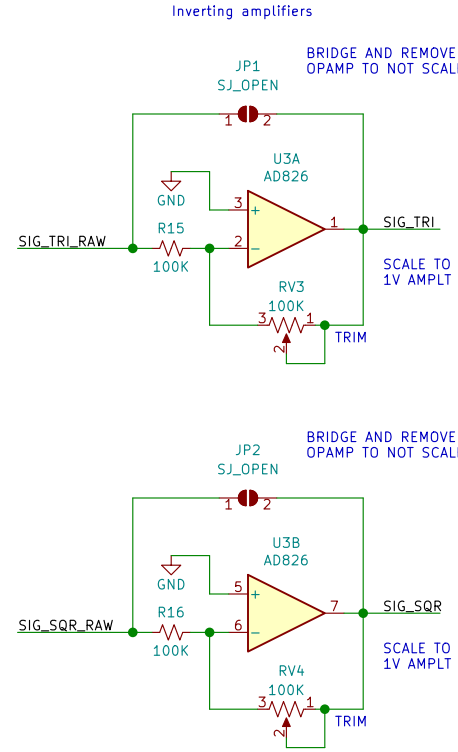 Inverting amplifiers
BRIDGE AND REMOVE
OPAMP TO NOT SCAL
JP1
SJ_OPEN
1 2
U3A
AD826
GND
3
+
1
SIG_TRI
R15
SIG_TRI_RAW
2
−
100K
SCALE TO
1V AMPLT
RV3
100K
3 1
TRIM
2
BRIDGE AND REMOVE
OPAMP TO NOT SCAL
JP2
SJ_OPEN
1 2
U3B
AD826
GND
5
+
7
SIG_SQR
R16
SIG_SQR_RAW
6
−
100K
SCALE TO
1V AMPLT
RV4
100K
3 1
TRIM
2